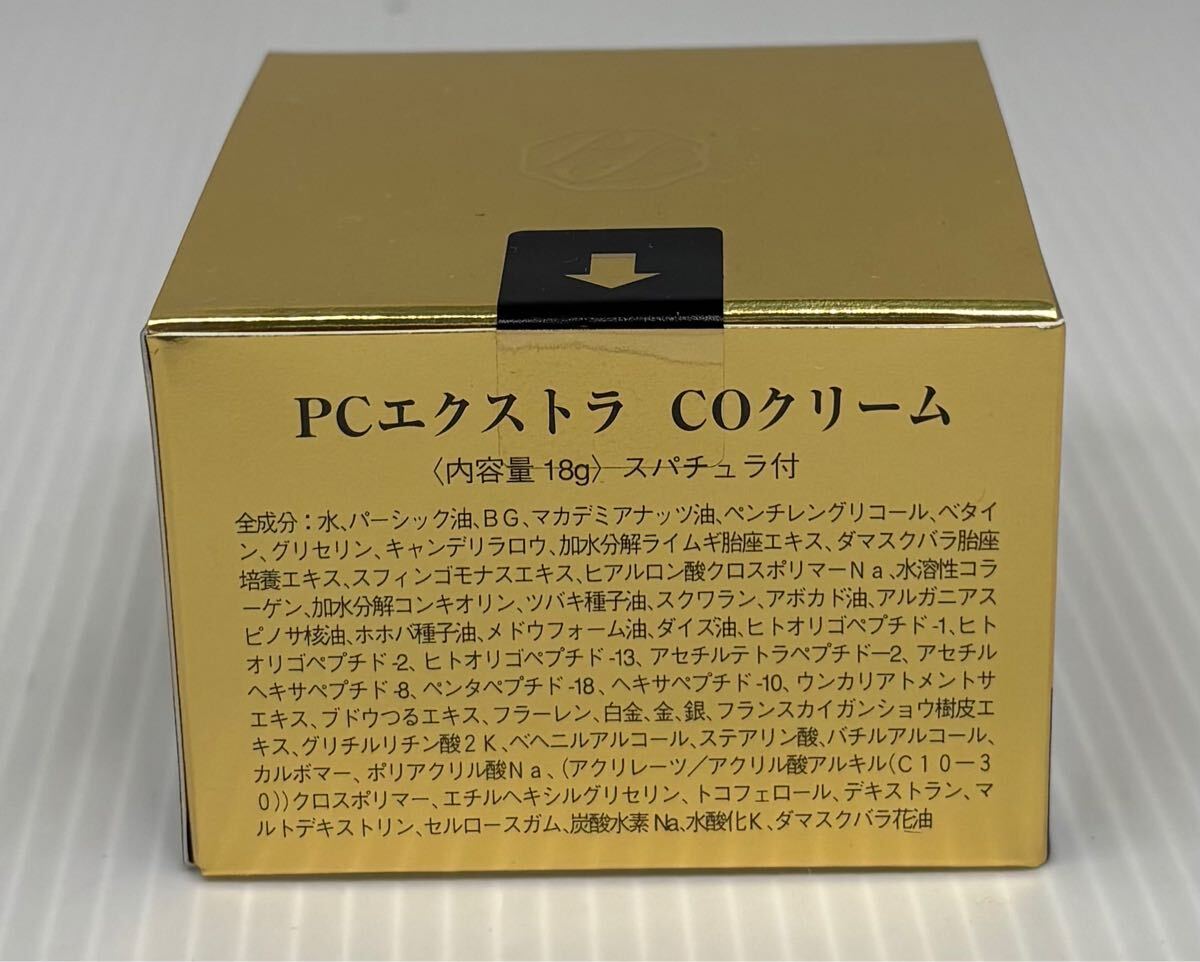 PCエクストラ COクリーム
〈内容量 18g〉スパチュラ付
全成分：水、パーシック油、BG、マカデミアナッツ油、ペンチレングリコール、ベタイ
ン、グリセリン、キャンデリラロウ、加水分解ライムギ胎座エキス、ダマスクバラ胎座
培養エキス、スフィンゴモナスエキス、ヒアルロン酸クロスポリマーNa、水溶性コラ
ーゲン、加水分解コンキオリン、ツバキ種子油、スクワラン、アボカド油、アルガニアス
ピノサ核油、ホホバ種子油、メドウフォーム油、ダイズ油、ヒトオリゴペプチド-1、ヒト
オリゴペプチド-2、ヒトオリゴペプチド-13、アセチルテトラペプチドー2、アセチル
ヘキサペプチド-8、ペンタペプチド-18、ヘキサペプチド-10、ウンカリアトメントサ
エキス、ブドウつるエキス、フラーレン、白金、金、銀、フランスカイガンショウ樹皮エ
キス、グリチルリチン酸2K、ベヘニルアルコール、ステアリン酸、バチルアルコール、
カルボマー、ポリアクリル酸Na、(アクリレーツ／アクリル酸アルキル(C10ー3
0))クロスポリマー、エチルヘキシルグリセリン、トコフェロール、デキストラン、マ
ルトデキストリン、セルロースガム、炭酸水素Na、水酸化K、ダマスクバラ花油